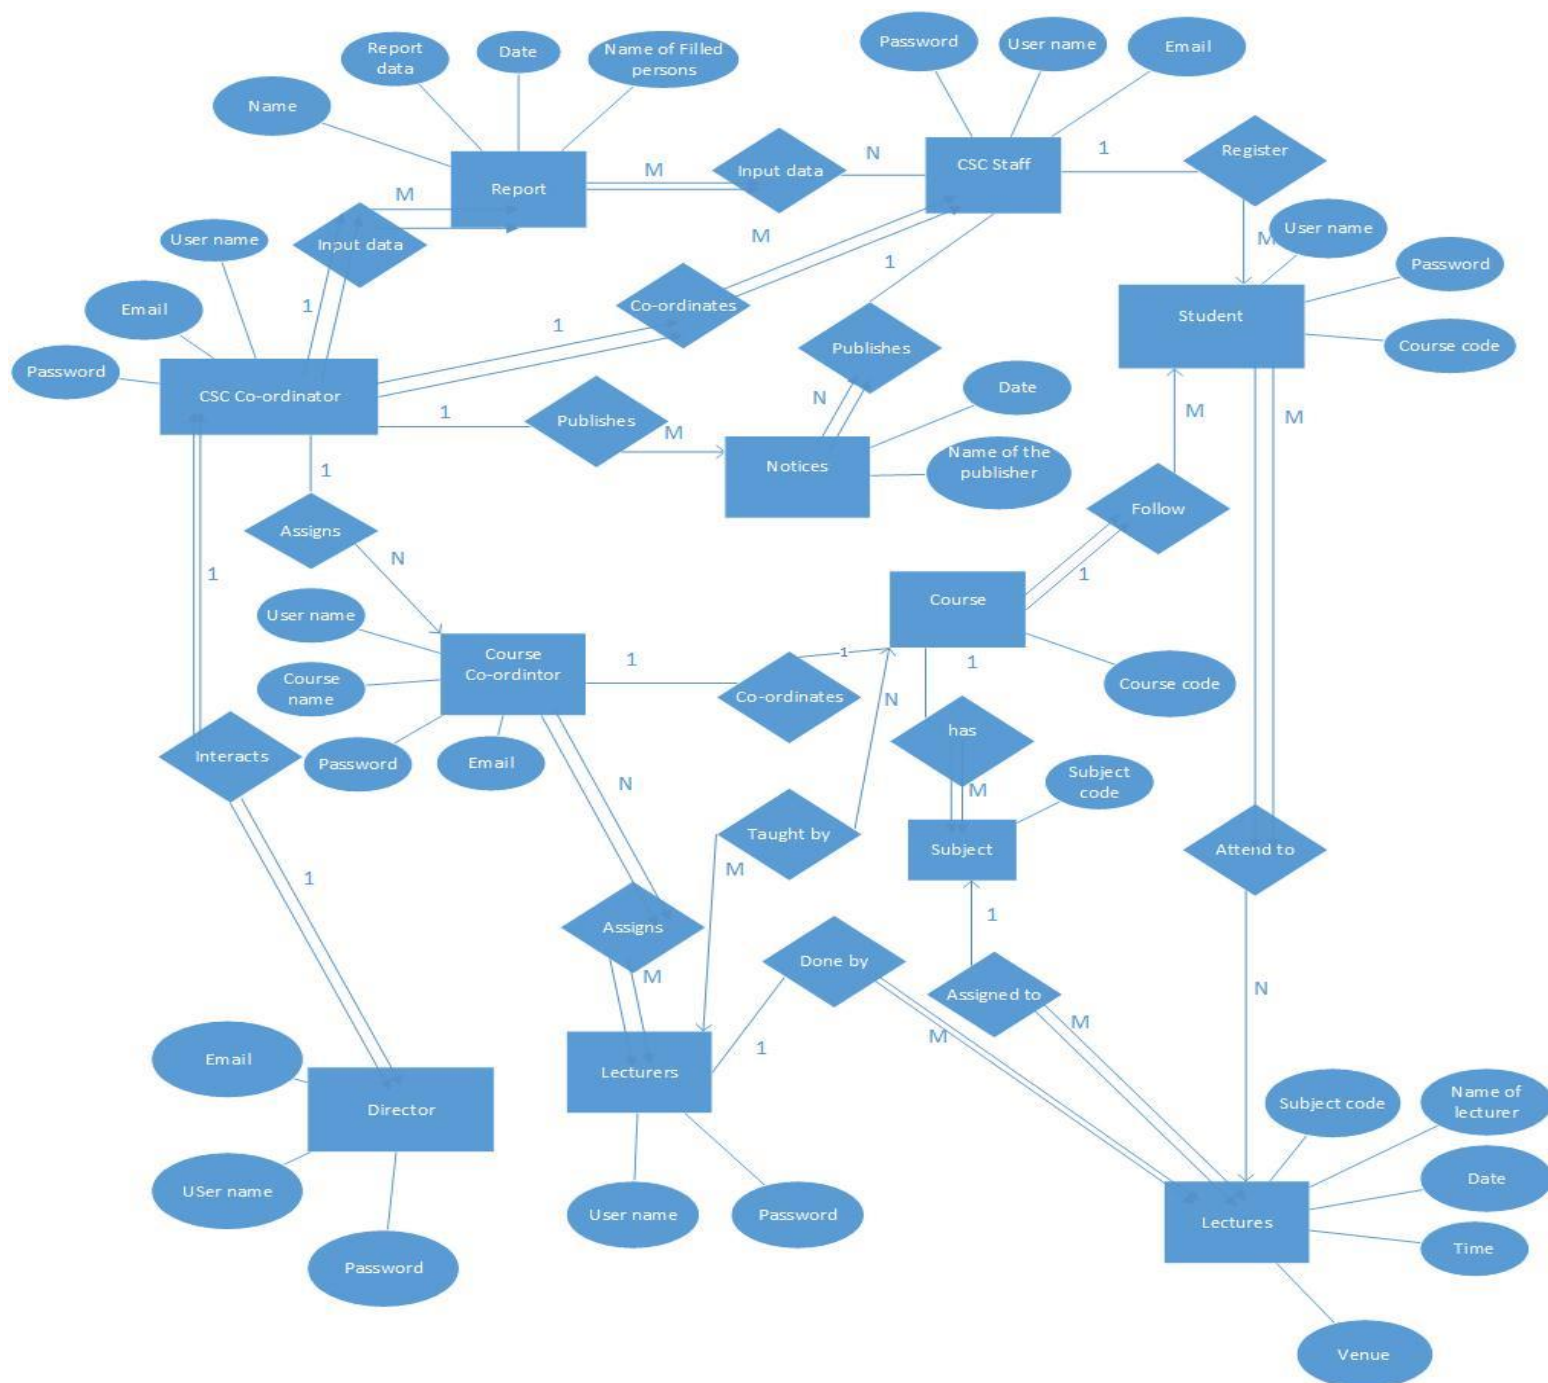 Password
User name
Email
Report
data
Date
Name of Filled
persons
Name
Report
M
Input data
N
CSC Staff
1
Register
M
User name
Input data
M
User name
M
Password
Email
1
Co-ordinates
1
Student
1
Publishes
Course code
Password
CSC Co-ordinator
1
Publishes
M
N
Date
M
M
Notices
Name of the
publisher
1
Assigns
N
Follow
1
1
User name
Course
Course
Co-ordintor
1
Co-ordinates
1
1
Course
name
N
Course code
Interacts
Password
Email
has
N
Subject
code
M
1
Taught by
M
Subject
Attend to
Assigns
M
1
Done by
Assigned to
N
M
M
1
Email
Lecturers
Director
Subject code
Name of
lecturer
USer name
User name
Password
Date
Lectures
Time
Password
Venue